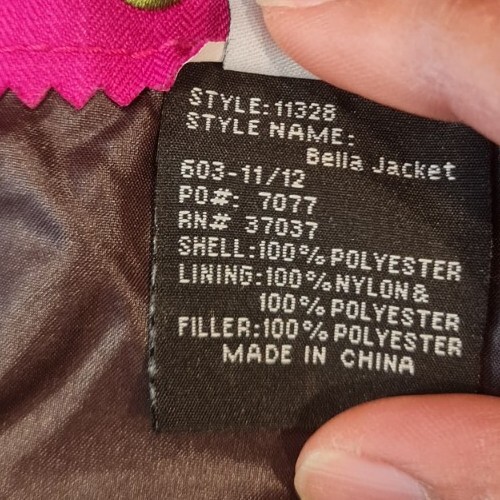 STYLE:11328
STYLE NAME:
Bella Jacket
603-11/12
PO#: 7077
RN# 37037
SHELL:100%POLYESTER
LINING:100%NYLON&
100%POLYESTER
FILLER:100%POLYESTER
MADE IN CHINA